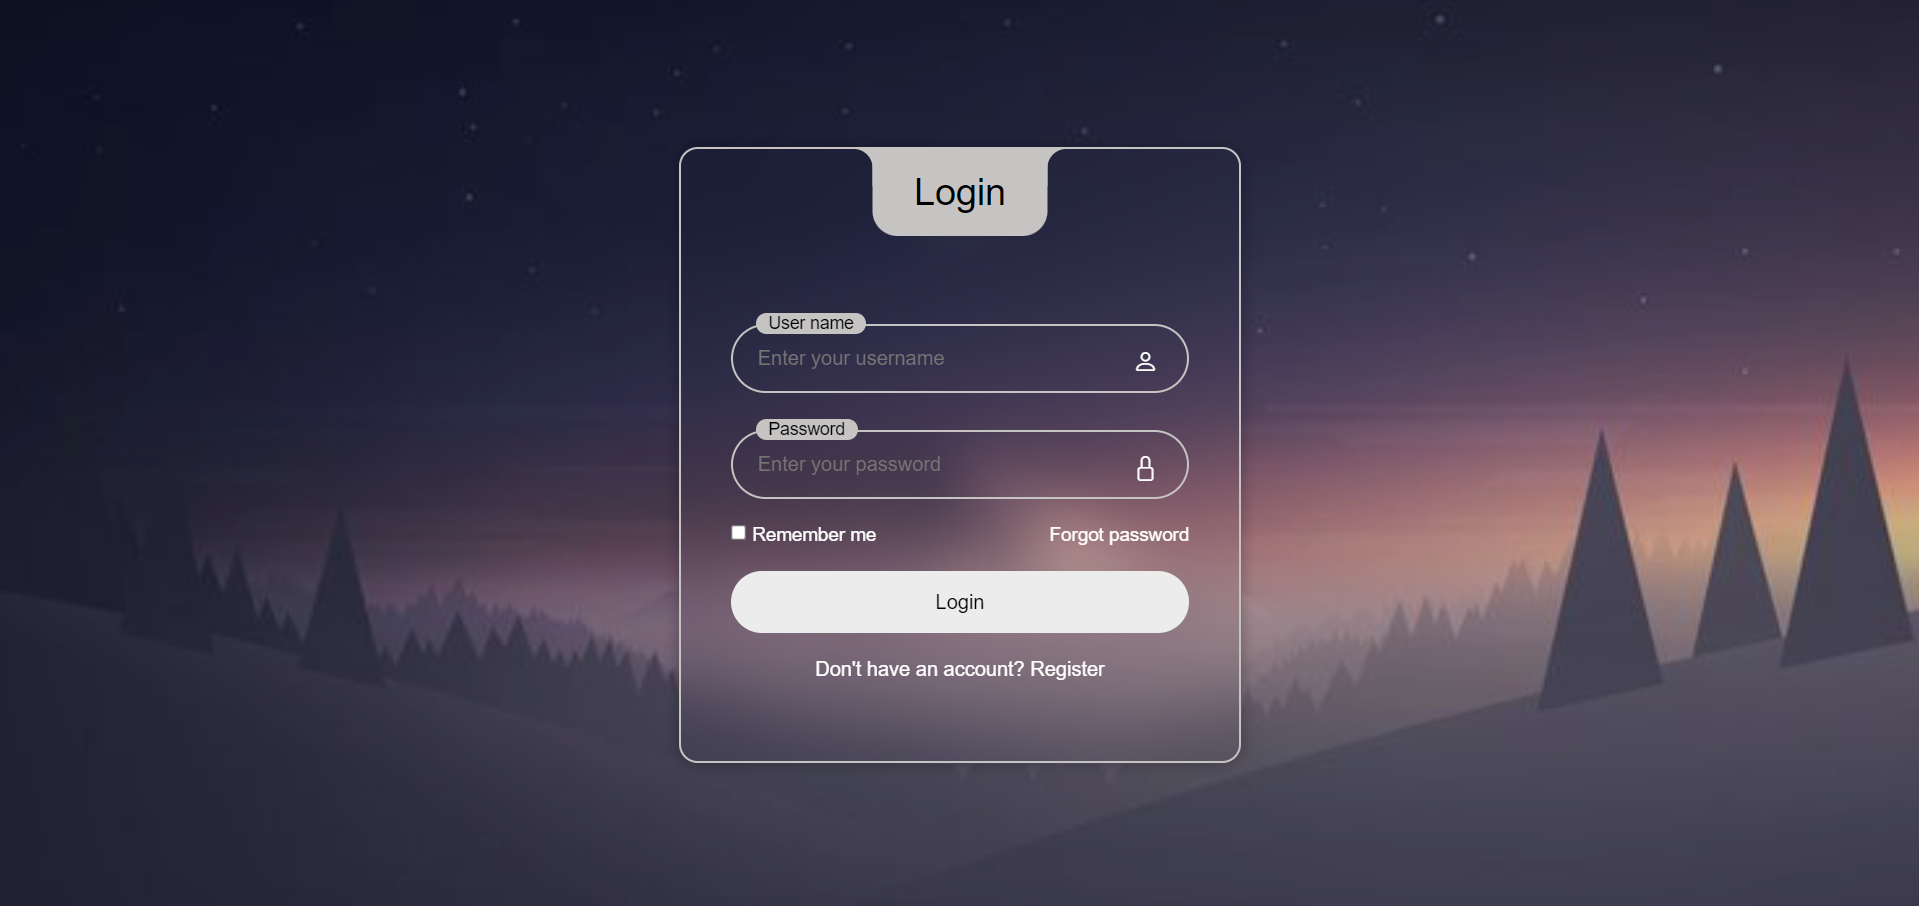 Login
User name
Enter your username
Password
Enter your password
Remember me
Forgot password
Login
Don't have an account? Register